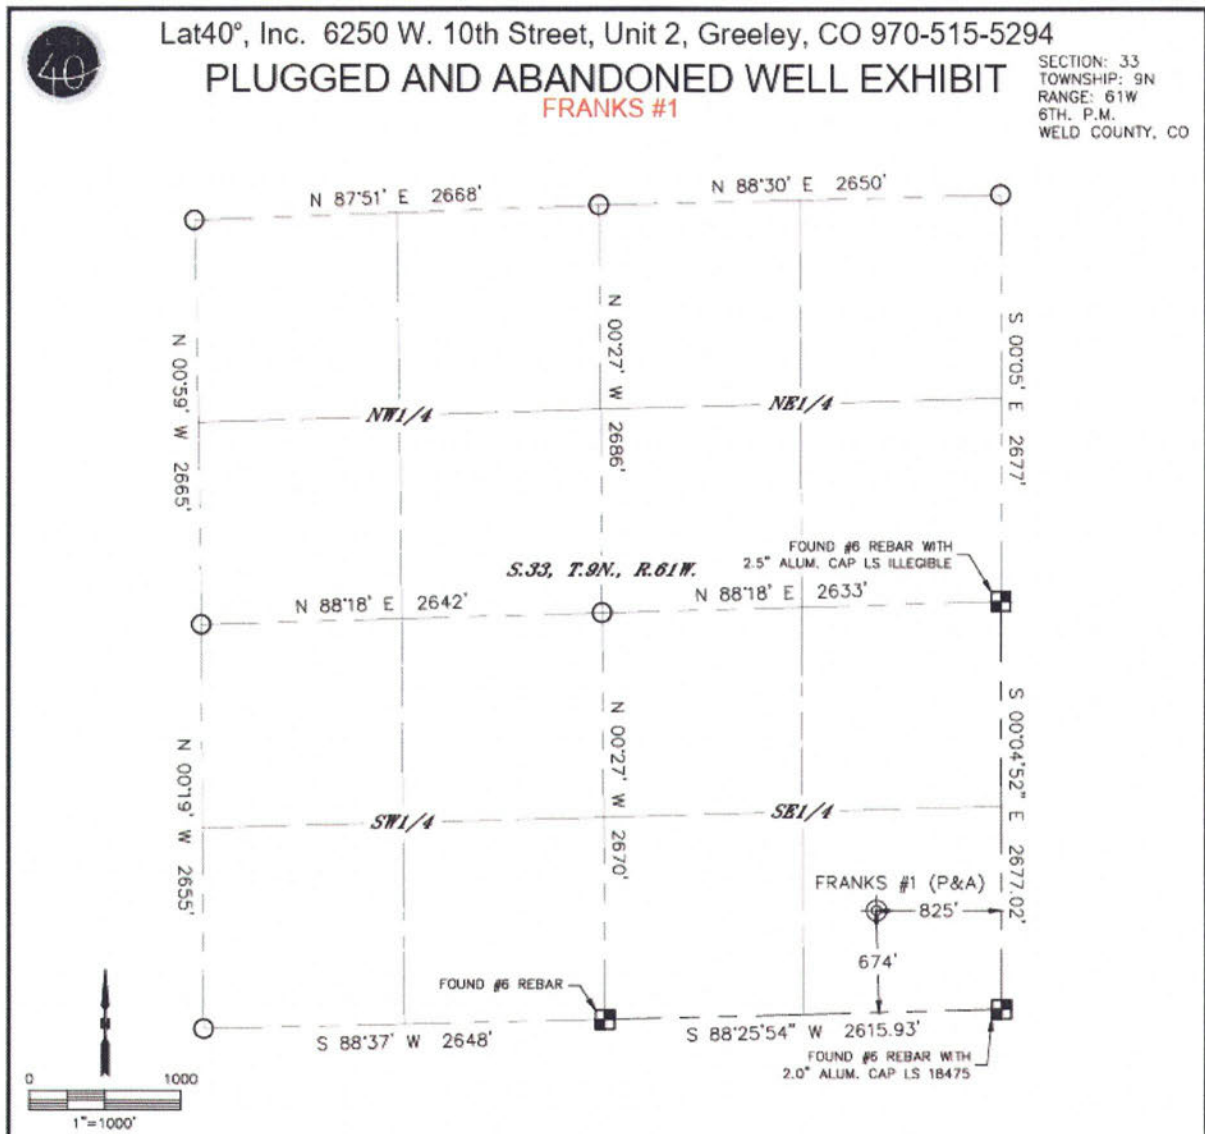 LAT
40°
Lat40°, Inc. 6250 W. 10th Street, Unit 2, Greeley, CO 970-515-5294
PLUGGED AND ABANDONED WELL EXHIBIT
FRANKS #1
SECTION: 33
TOWNSHIP: 9N
RANGE: 61W
6TH. P.M.
WELD COUNTY, CO
N 87°51' E 2668'
N 88°30' E 2650'
N 00°59' W 2665'
N 00°27' W 2686'
S 00°05' E 2677'
NW1/4
NE1/4
FOUND #6 REBAR WITH
2.5" ALUM. CAP LS ILLEGIBLE
S.33, T.9N., R.61W.
N 88°18' E 2642'
N 88°18' E 2633'
N 00°19' W 2655'
N 00°27' W 2670'
S 00°04'52" E 2677.02'
SW1/4
SE1/4
FRANKS #1 (P&A)
825'
674'
FOUND #6 REBAR
S 88°37' W 2648'
S 88°25'54" W 2615.93'
FOUND #6 REBAR WITH
2.0" ALUM. CAP LS 18475
0 1000
1"=1000'